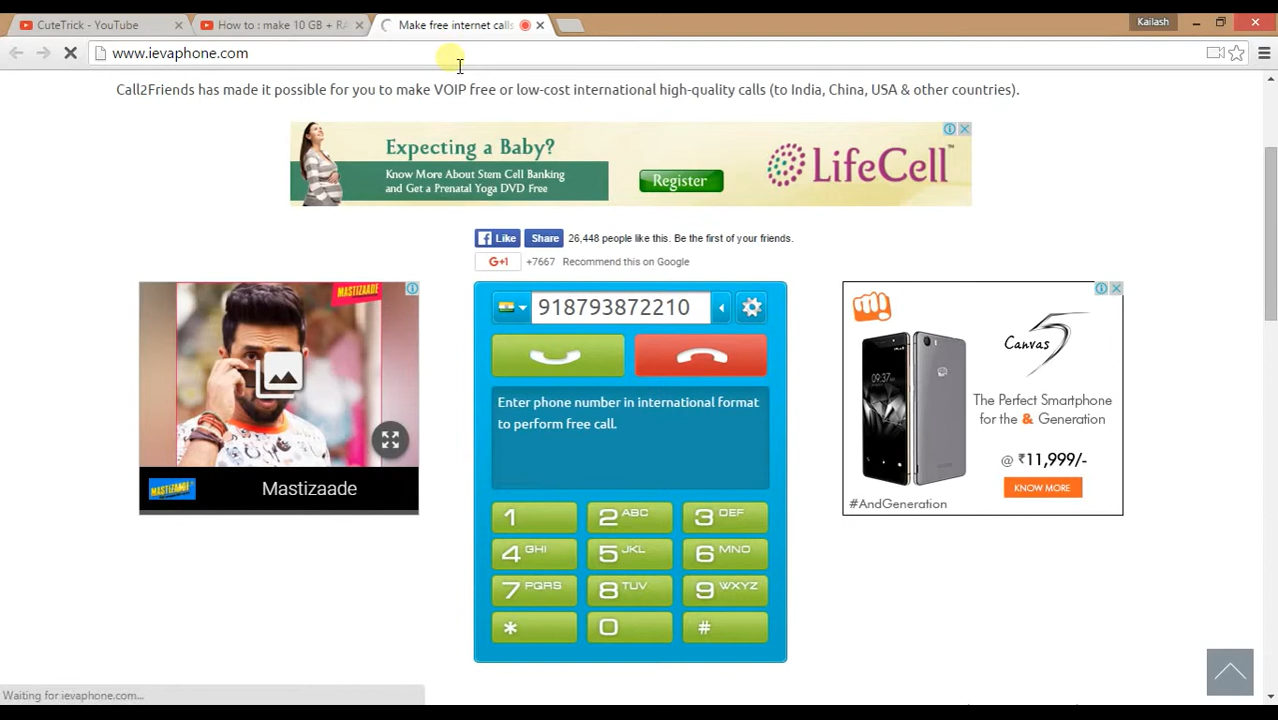 CuteTrick - YouTube
How to : make 10 GB + RA
Make free internet calls
Kailash
www.ievaphone.com
Call2Friends has made it possible for you to make VOIP free or low-cost international high-quality calls (to India, China, USA & other countries).
Expecting a Baby?
Know More About Stem Cell Banking
and Get a Prenatal Yoga DVD Free
Register
LifeCell™
Like
Share
26,448 people like this. Be the first of your friends.
G+1
+7667
Recommend this on Google
MASTIZAADE
MASTIZAADE
Mastizaade
918793872210
Enter phone number in international format
to perform free call.
1
2 ABC
3 DEF
4 GHI
5 JKL
6 MNO
7 PQRS
8 TUV
9 WXYZ
*
0
#
Canvas 5
09:37
The Perfect Smartphone
for the & Generation
@ ₹11,999/-
KNOW MORE
#AndGeneration
Waiting for ievaphone.com...